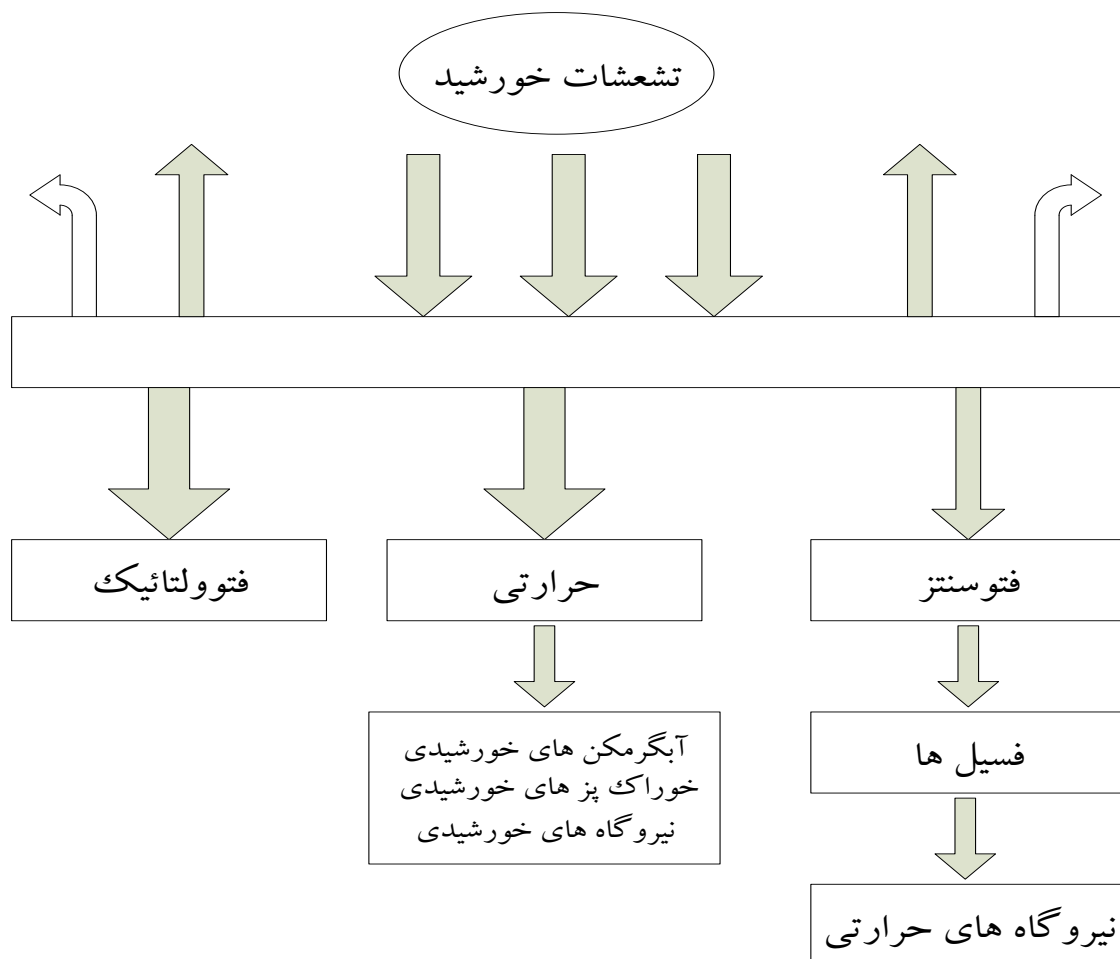 تشعشات خورشید
فتوسنتز
حرارتی
فتوولتائیک
فسیل ها
آبگرمکن های خورشیدی
خوراک پز های خورشیدی
نیروگاه های خورشیدی
نیروگاه های حرارتی